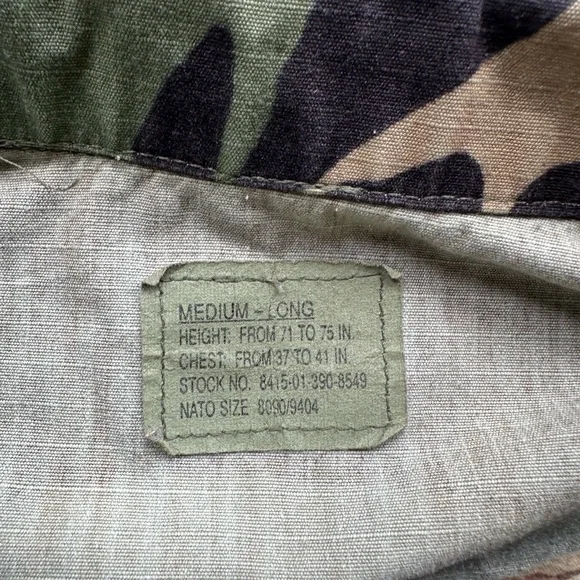 MEDIUM - LONG
HEIGHT: FROM 71 TO 75 IN.
CHEST: FROM 37 TO 41 IN.
STOCK NO. 8415-01-390-8549
NATO SIZE 8090/9404